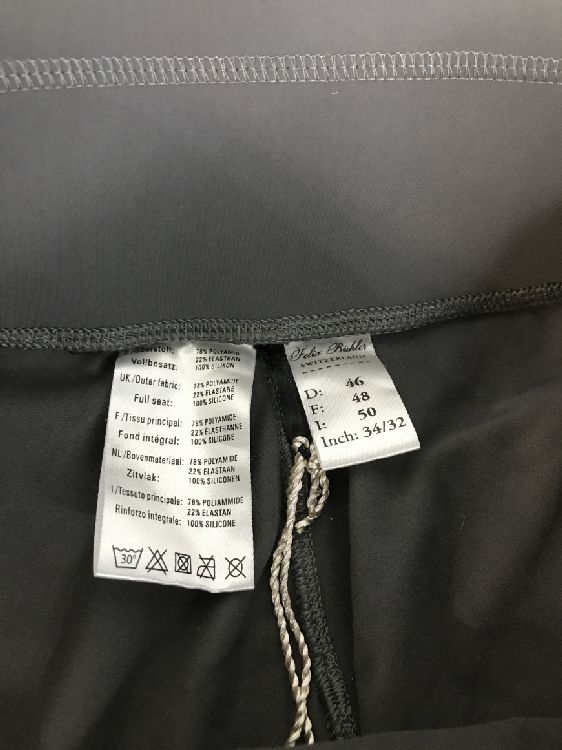 78% POLYAMID
22% ELASTAN
Vollbesatz: 100% SILIKON
UK/Outer fabric: 78% POLYAMIDE
22% ELASTANE
Full seat: 100% SILICONE
F/Tissu principal: 78% POLYAMIDE
22% ELASTHANNE
Fond intégral: 100% SILICONE
NL/Bovenmateriaal: 78% POLYAMIDE
22% ELASTAAN
Zitvlak: 100% SILICONEN
I/Tessuto principale: 78% POLIAMMIDE
22% ELASTAN
Rinforzo integrale: 100% SILICONE
30°
Felix Bühler
SWITZERLAND
D: 46
F: 48
I: 50
Inch: 34/32